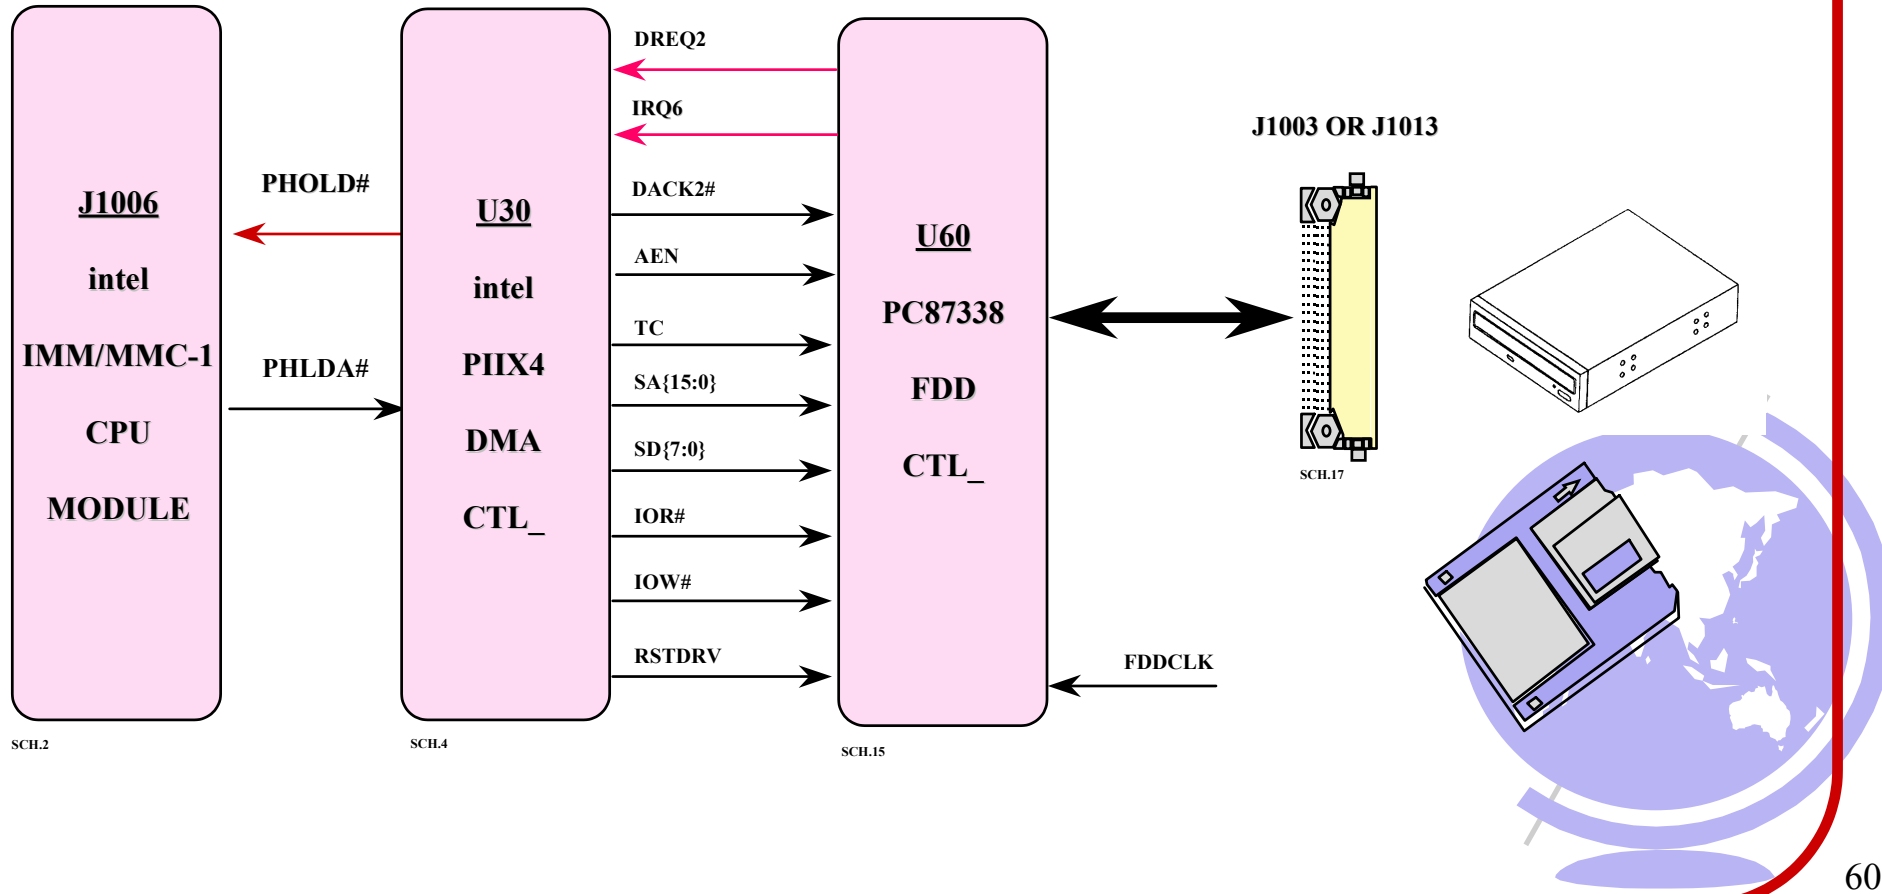 J1006
intel
IMM/MMC-1
CPU
MODULE
SCH.2
PHOLD#
PHLDA#
U30
intel
PIIX4
DMA
CTL_
SCH.4
DREQ2
IRQ6
DACK2#
AEN
TC
SA{15:0}
SD{7:0}
IOR#
IOW#
RSTDRV
U60
PC87338
FDD
CTL_
SCH.15
FDDCLK
J1003 OR J1013
SCH.17
60